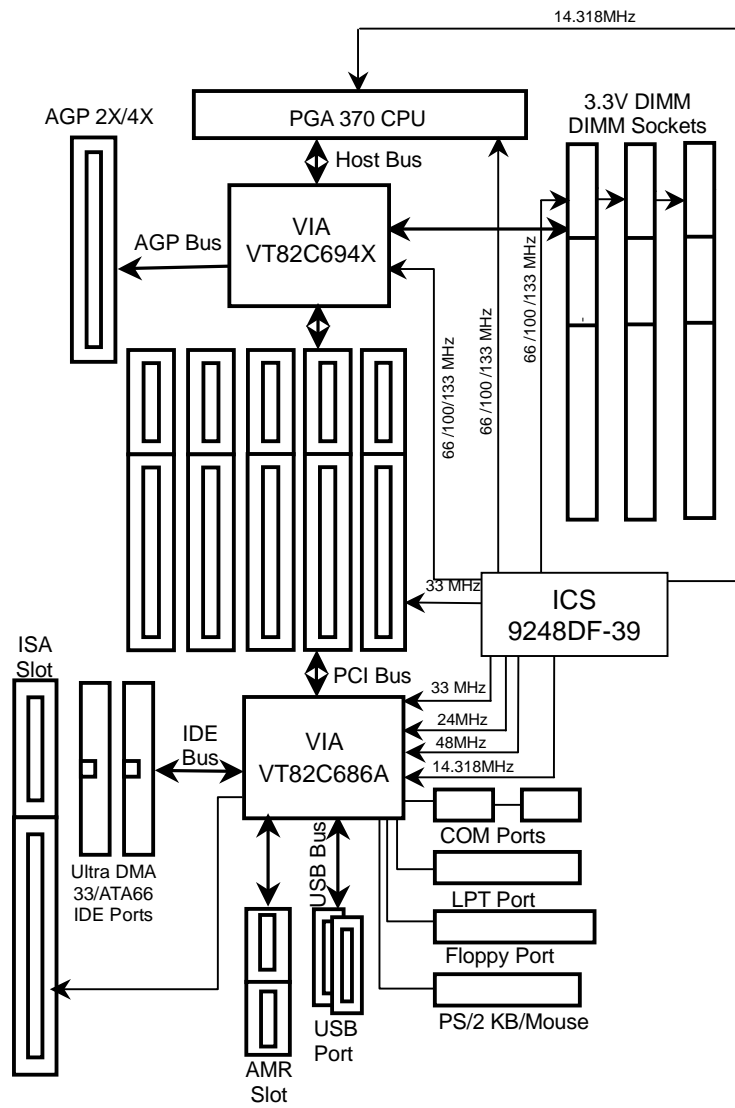 14.318MHz
AGP 2X/4X
PGA 370 CPU
3.3V DIMM
DIMM Sockets
Host Bus
VIA
VT82C694X
AGP Bus
66 /100/133 MHz
66 /100 /133 MHz
66 /100 /133 MHz
33 MHz
ICS
9248DF-39
ISA
Slot
PCI Bus
33 MHz
24MHz
48MHz
14.318MHz
IDE
Bus
VIA
VT82C686A
COM Ports
Ultra DMA
33/ATA66
IDE Ports
USB Bus
LPT Port
Floppy Port
PS/2 KB/Mouse
USB
Port
AMR
Slot